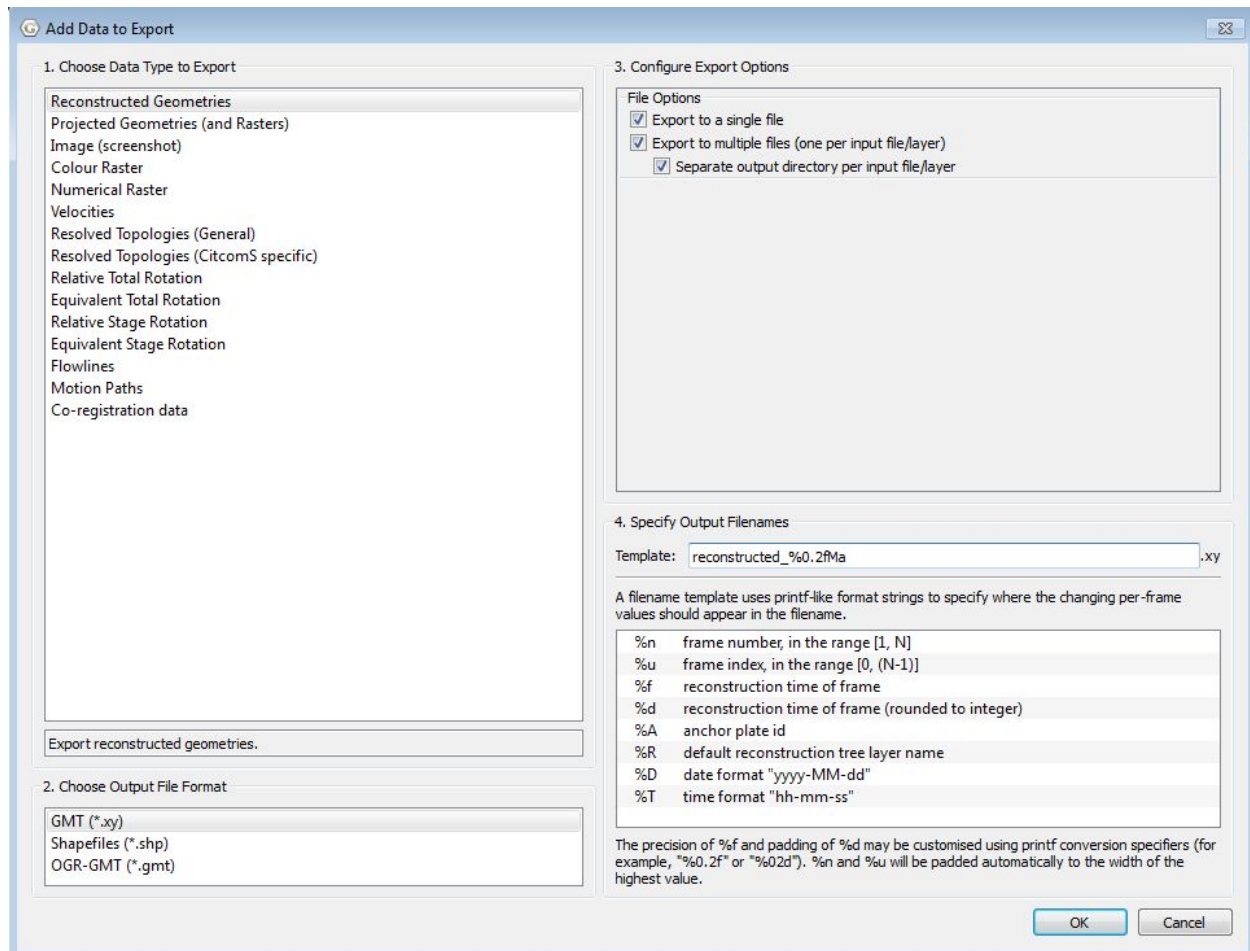 Add Data to Export
1. Choose Data Type to Export
Reconstructed Geometries
Projected Geometries (and Rasters)
Image (screenshot)
Colour Raster
Numerical Raster
Velocities
Resolved Topologies (General)
Resolved Topologies (CitcomS specific)
Relative Total Rotation
Equivalent Total Rotation
Relative Stage Rotation
Equivalent Stage Rotation
Flowlines
Motion Paths
Co-registration data
Export reconstructed geometries.
2. Choose Output File Format
GMT (*.xy)
Shapefiles (*.shp)
OGR-GMT (*.gmt)
3. Configure Export Options
File Options
Export to a single file
Export to multiple files (one per input file/layer)
Separate output directory per input file/layer
4. Specify Output Filenames
Template: reconstructed_%0.2fMa .xy
A filename template uses printf-like format strings to specify where the changing per-frame
values should appear in the filename.
%n frame number, in the range [1, N]
%u frame index, in the range [0, (N-1)]
%f reconstruction time of frame
%d reconstruction time of frame (rounded to integer)
%A anchor plate id
%R default reconstruction tree layer name
%D date format "yyyy-MM-dd"
%T time format "hh-mm-ss"
The precision of %f and padding of %d may be customised using printf conversion specifiers (for
example, "%0.2f" or "%02d"). %n and %u will be padded automatically to the width of the
highest value.
OK Cancel